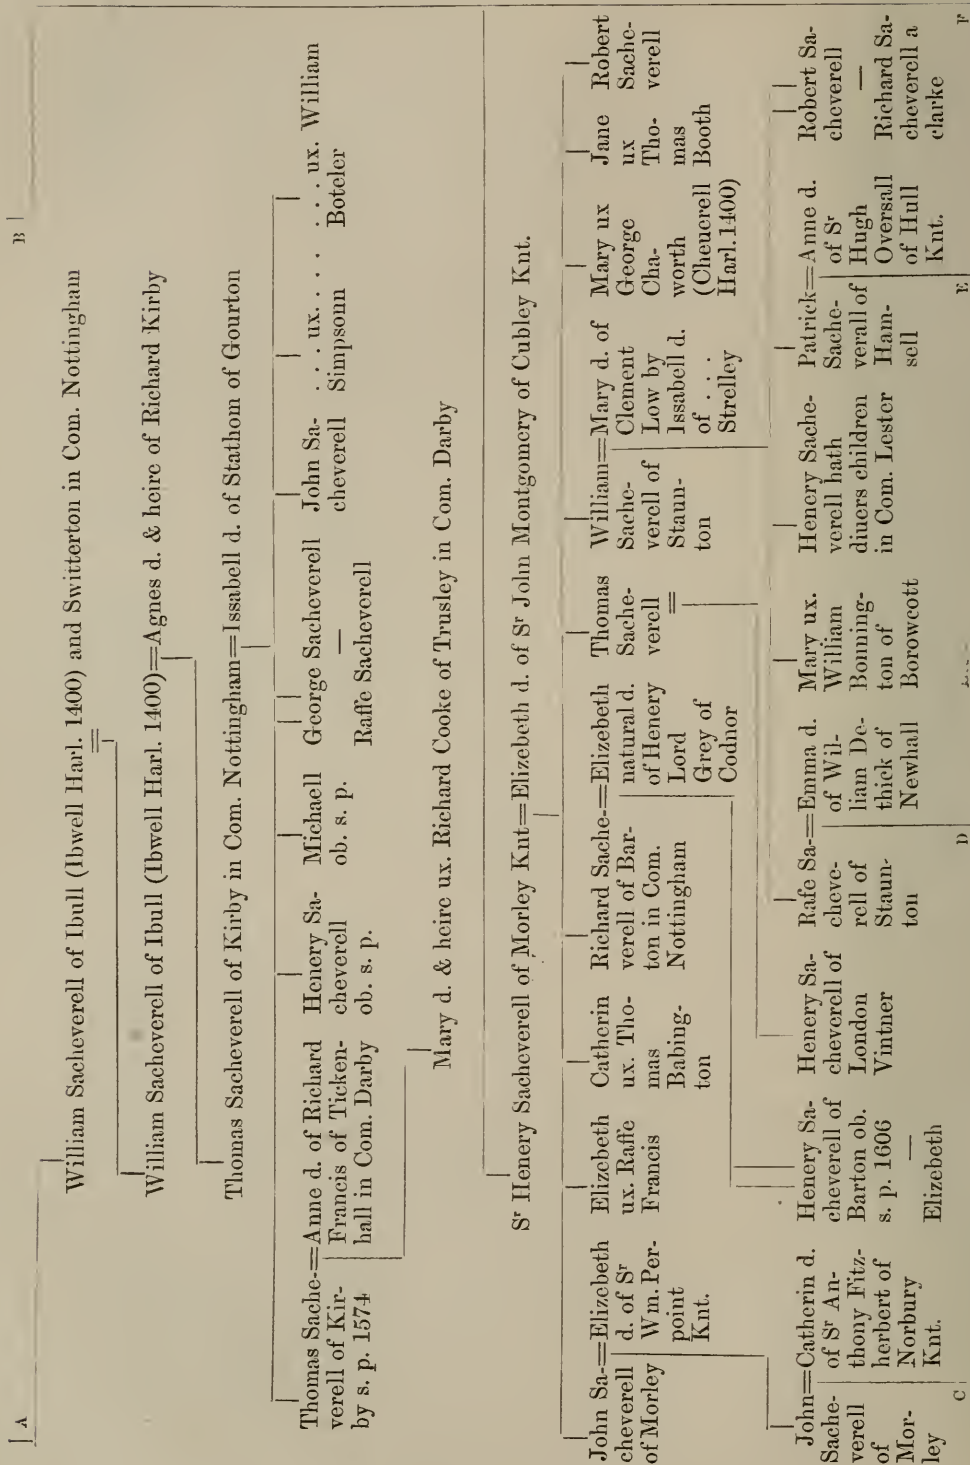 A
B
William Sacheverell of Ibull (Ibwell Harl. 1400) and Switterton in Com. Nottingham
William Sacheverell of Ibull (Ibwell Harl. 1400)=Agnes d. & heire of Richard Kirby
Thomas Sacheverell of Kirby in Com. Nottingham=Issabell d. of Stathom of Gourton
Thomas Sache-=Anne d. of Richard
verell of Kir-
Francis of Ticken-
by s. p. 1574
hall in Com. Darby
Henery Sa-
cheverell
ob. s. p.
Michaell
ob. s. p.
George Sacheverell
—
Raffe Sacheverell
John Sa-
cheverell
. . . ux. . . .
Simpsonn
. . . ux. William
Boteler
Mary d. & heire ux. Richard Cooke of Trusley in Com. Darby
Sr Henery Sacheverell of Morley Knt=Elizebeth d. of Sr John Montgomery of Cubley Knt.
John Sa-=Elizebeth
cheverell
d. of Sr
of Morley
Wm. Per-
point
Knt.
Elizebeth
ux. Raffe
Francis
Catherin
ux. Tho-
mas
Babing-
ton
Richard Sache-=Elizebeth
verell of Bar-
natural d.
ton in Com.
of Henery
Nottingham
Lord
Grey of
Codnor
Thomas
Sache-
verell
William=Mary d. of
Sache-
Clement
verell of
Low by
Staun-
Issabell d.
ton
of . . .
Strelley
Mary ux
George
Cha-
worth
(Cheuerell
Harl. 1400)
Jane
ux
Tho-
mas
Booth
Robert
Sache-
verell
John=Catherin d.
Sache-
of Sr An-
verell
thony Fitz-
of
herbert of
Mor-
Norbury
ley
Knt.
Henery Sa-
cheverell of
Barton ob.
s. p. 1606
—
Elizebeth
Henery Sa-
cheverell of
London
Vintner
Rafe Sa-=Emma d.
cheve-
of Wil-
rell of
liam De-
Staun-
thick of
ton
Newhall
Mary ux.
William
Bonning-
ton of
Borowcott
Henery Sache-
verell hath
diuers children
in Com. Lester
Patrick=Anne d.
Sache-
of Sr
verall of
Hugh
Ham-
Oversall
sell
of Hull
Knt.
Robert Sa-
cheverell
—
Richard Sa-
cheverell a
clarke
C
D
E
F